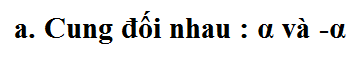 a. Cung đối nhau : α và -α